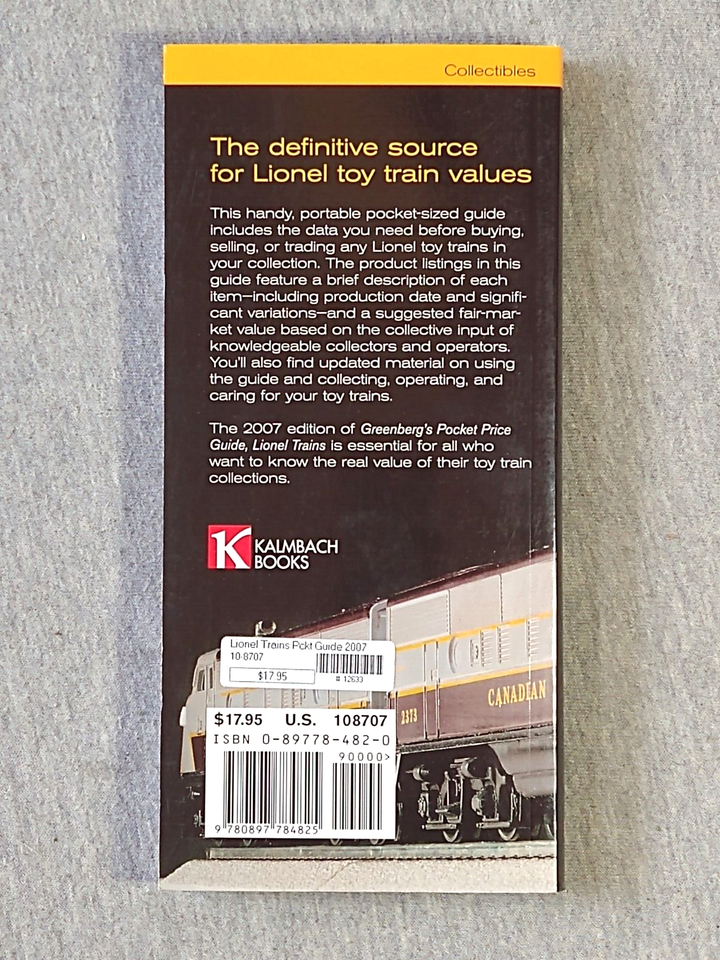 Collectibles
The definitive source
for Lionel toy train values
This handy, portable pocket-sized guide
includes the data you need before buying,
selling, or trading any Lionel toy trains in
your collection. The product listings in this
guide feature a brief description of each
item—including production date and signifi-
cant variations—and a suggested fair-mar-
ket value based on the collective input of
knowledgeable collectors and operators.
You'll also find updated material on using
the guide and collecting, operating, and
caring for your toy trains.
The 2007 edition of Greenberg's Pocket Price
Guide, Lionel Trains is essential for all who
want to know the real value of their toy train
collections.
K KALMBACH
BOOKS
Lionel Trains Pckt Guide 2007
10-8707
$17.95
# 12633
2373
CANADIAN
$17.95 U.S. 108707
ISBN 0-89778-482-0
90000>
9 780897 784825